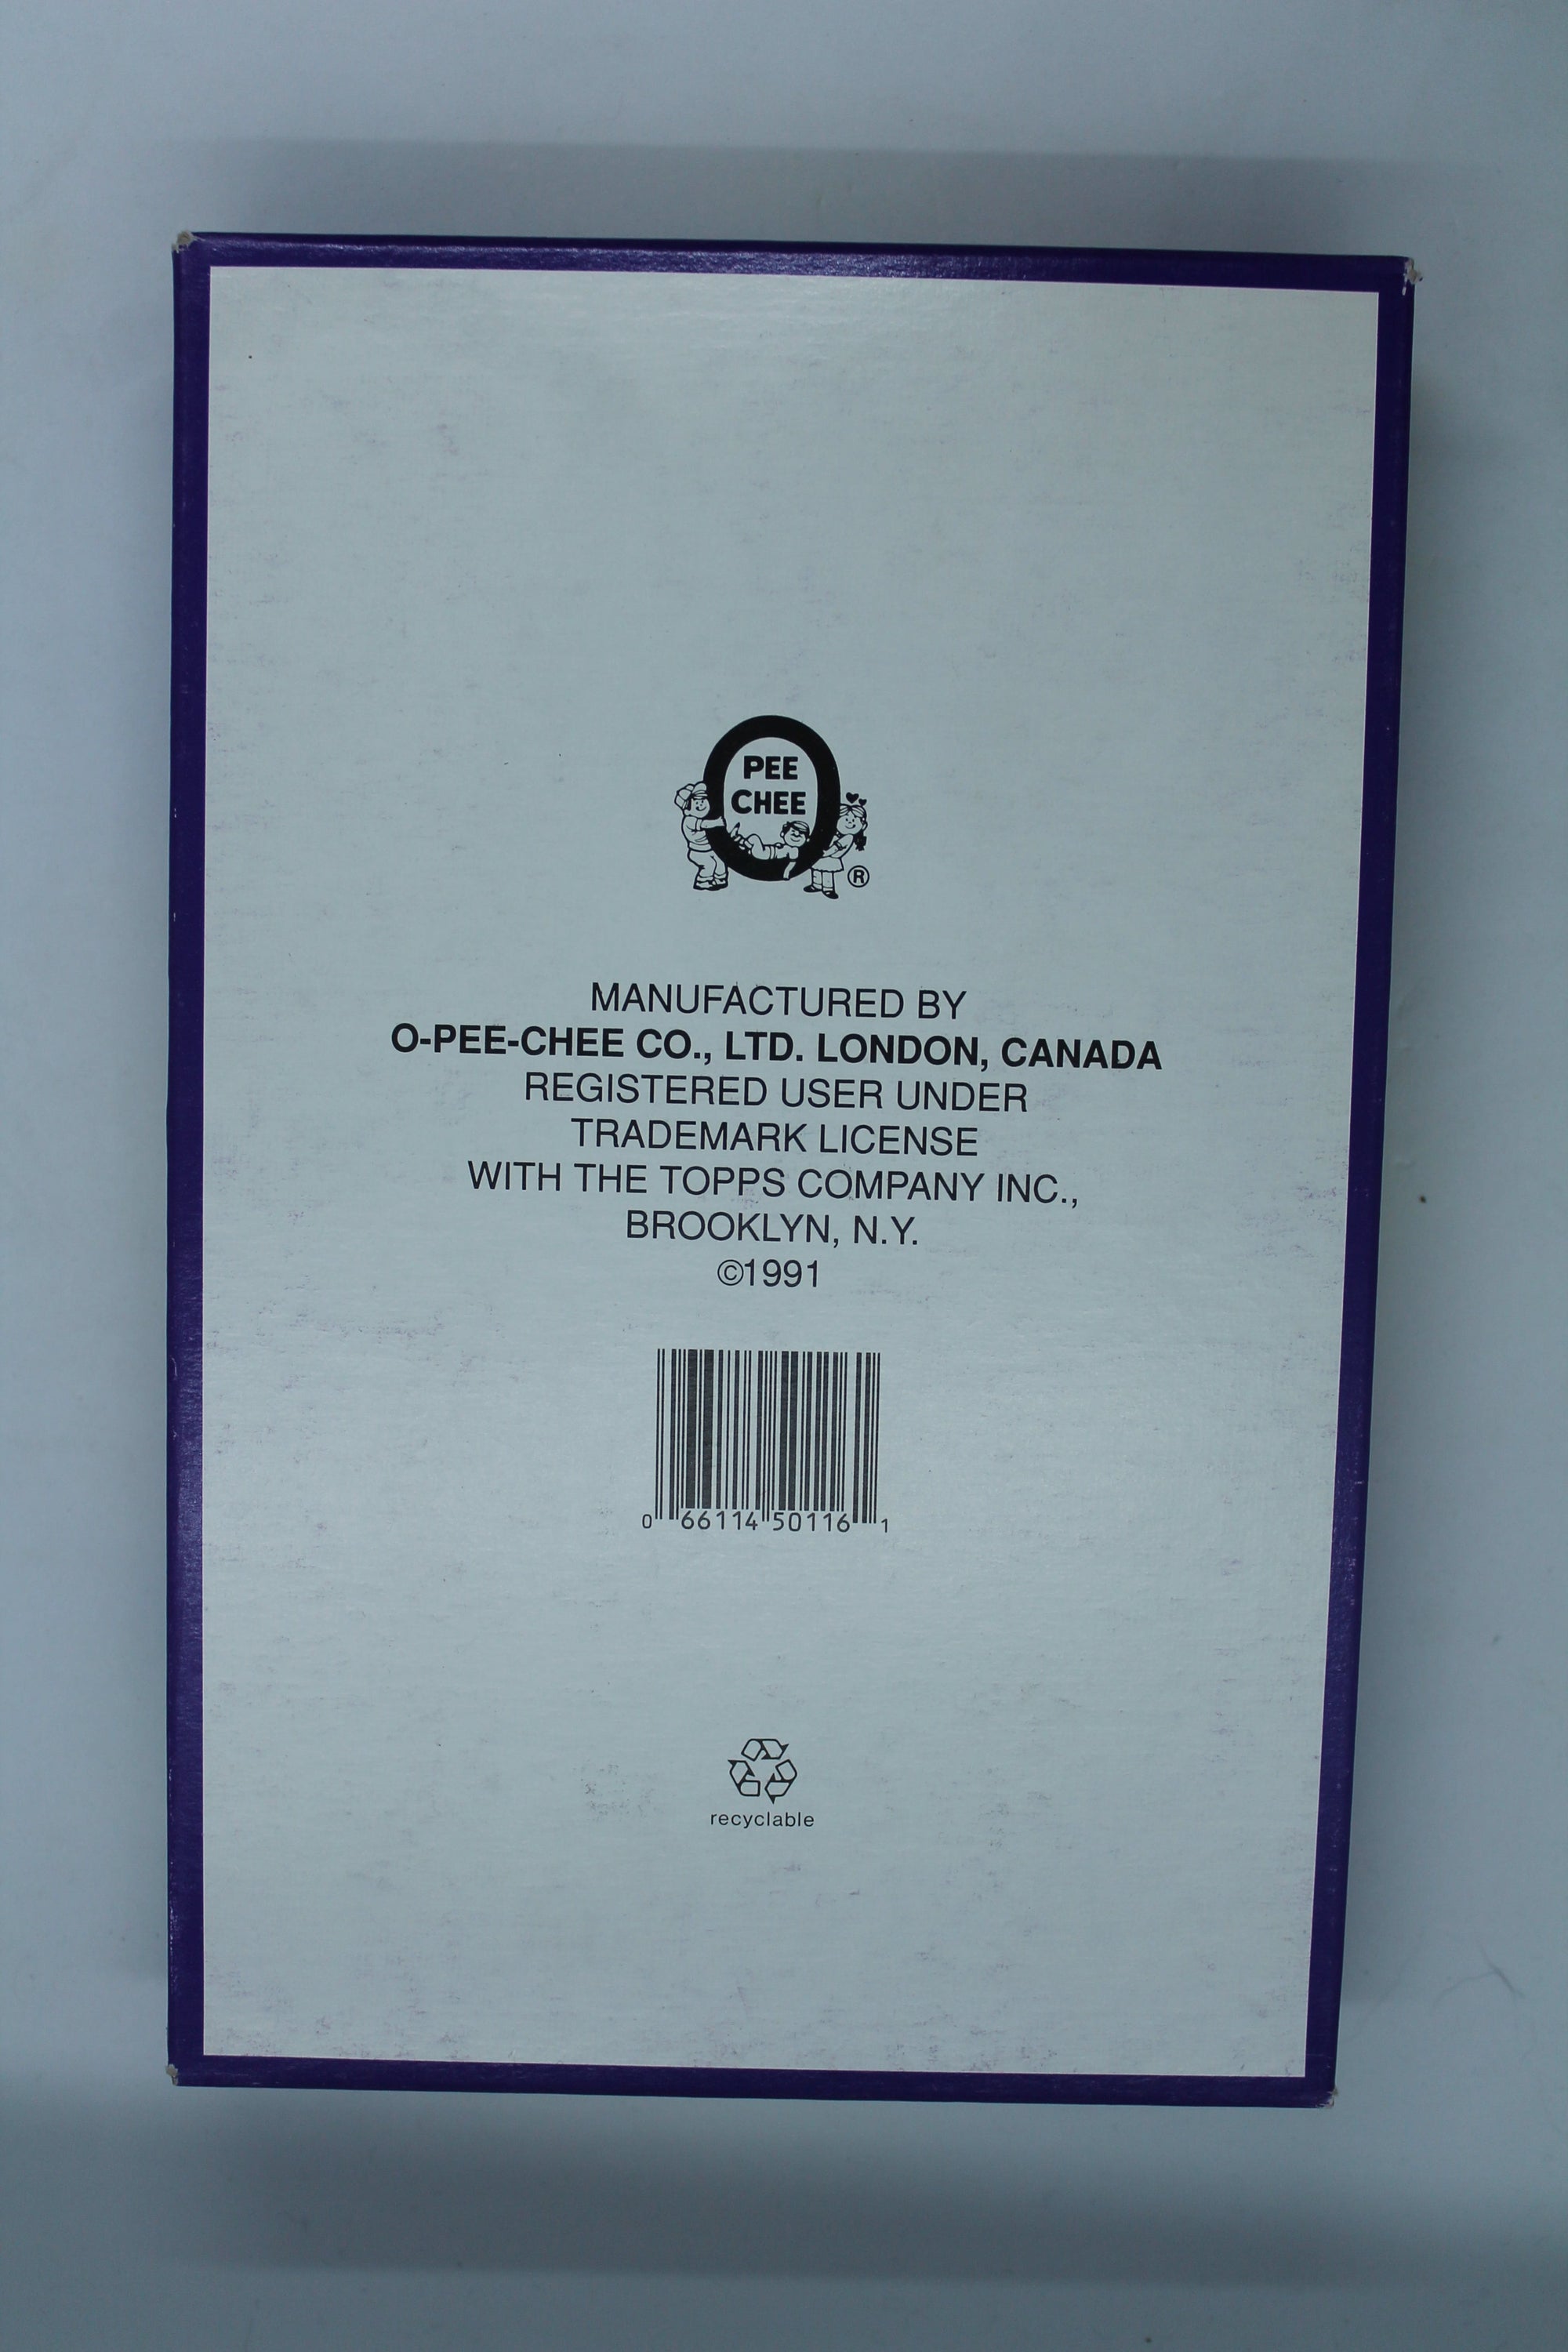 PEE
CHEE
®
MANUFACTURED BY
O-PEE-CHEE CO., LTD. LONDON, CANADA
REGISTERED USER UNDER
TRADEMARK LICENSE
WITH THE TOPPS COMPANY INC.,
BROOKLYN, N.Y.
©1991
0 66114 50116 1
recyclable